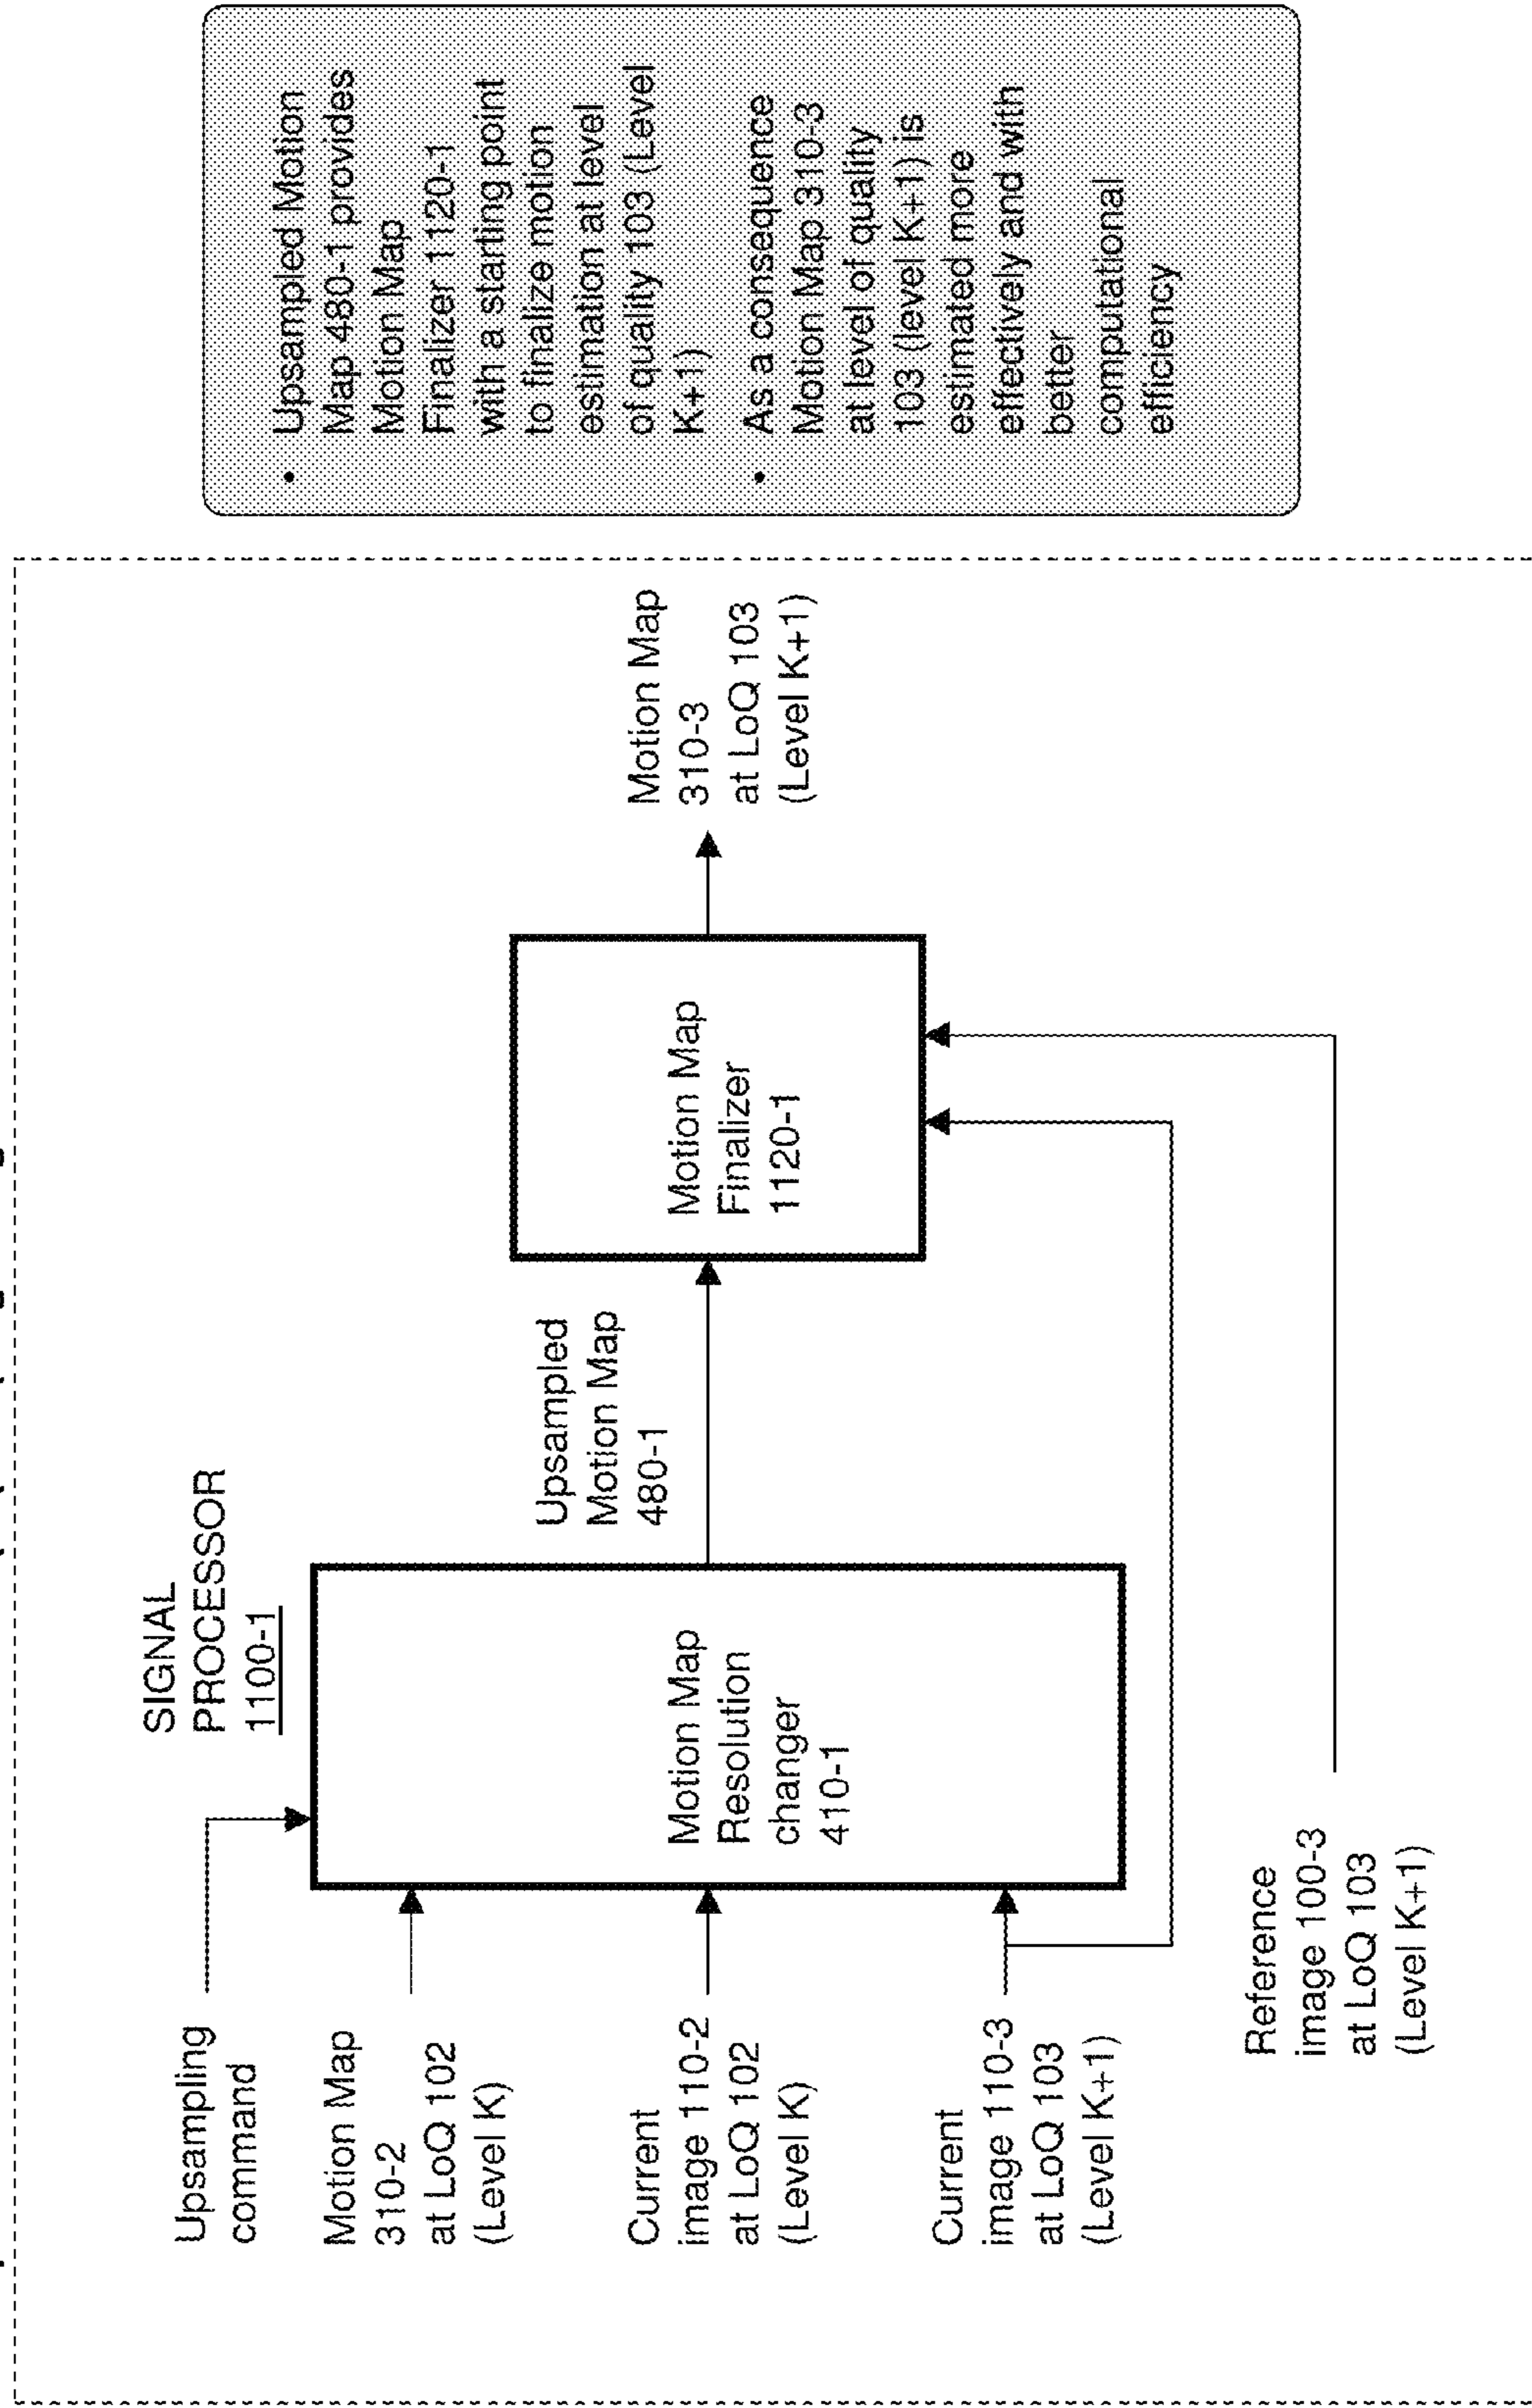 SIGNAL
PROCESSOR
1100-1
Upsampling
command
Motion Map
310-2
at LoQ 102
(Level K)
Current
image 110-2
at LoQ 102
(Level K)
Current
image 110-3
at LoQ 103
(Level K+1)
Reference
image 100-3
at LoQ 103
(Level K+1)
Motion Map
Resolution
changer
410-1
Upsampled
Motion Map
480-1
Motion Map
Finalizer
1120-1
Motion Map
310-3
at LoQ 103
(Level K+1)
• Upsampled Motion
Map 480-1 provides
Motion Map
Finalizer 1120-1
with a starting point
to finalize motion
estimation at level
of quality 103 (Level
K+1)
• As a consequence
Motion Map 310-3
at level of quality
103 (level K+1) is
estimated more
effectively and with
better
computational
efficiency